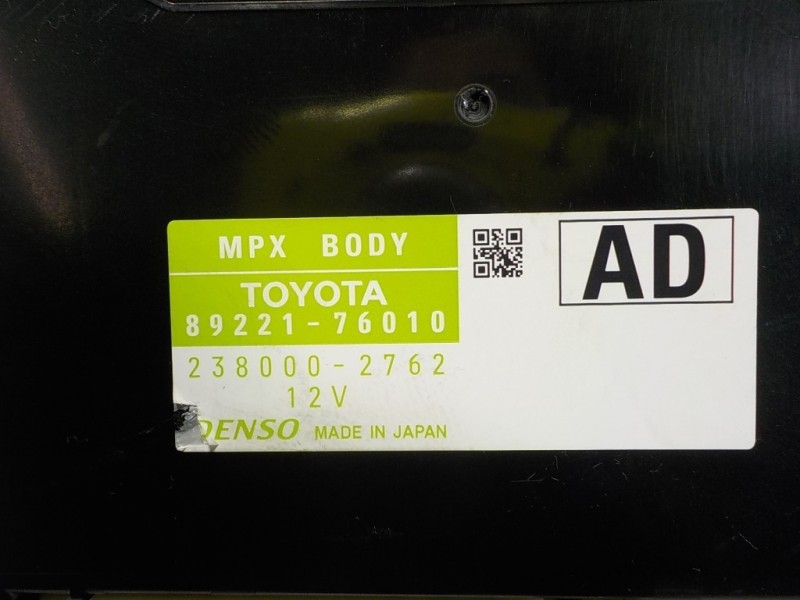 MPX BODY
TOYOTA
89221-76010
238000-2762
12V
DENSO MADE IN JAPAN
AD